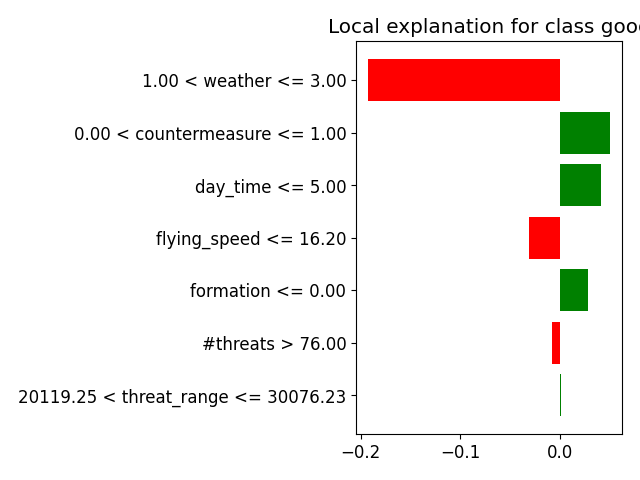 Local explanation for class good
1.00 < weather <= 3.00
0.00 < countermeasure <= 1.00
day_time <= 5.00
flying_speed <= 16.20
formation <= 0.00
#threats > 76.00
20119.25 < threat_range <= 30076.23
−0.2 −0.1 0.0